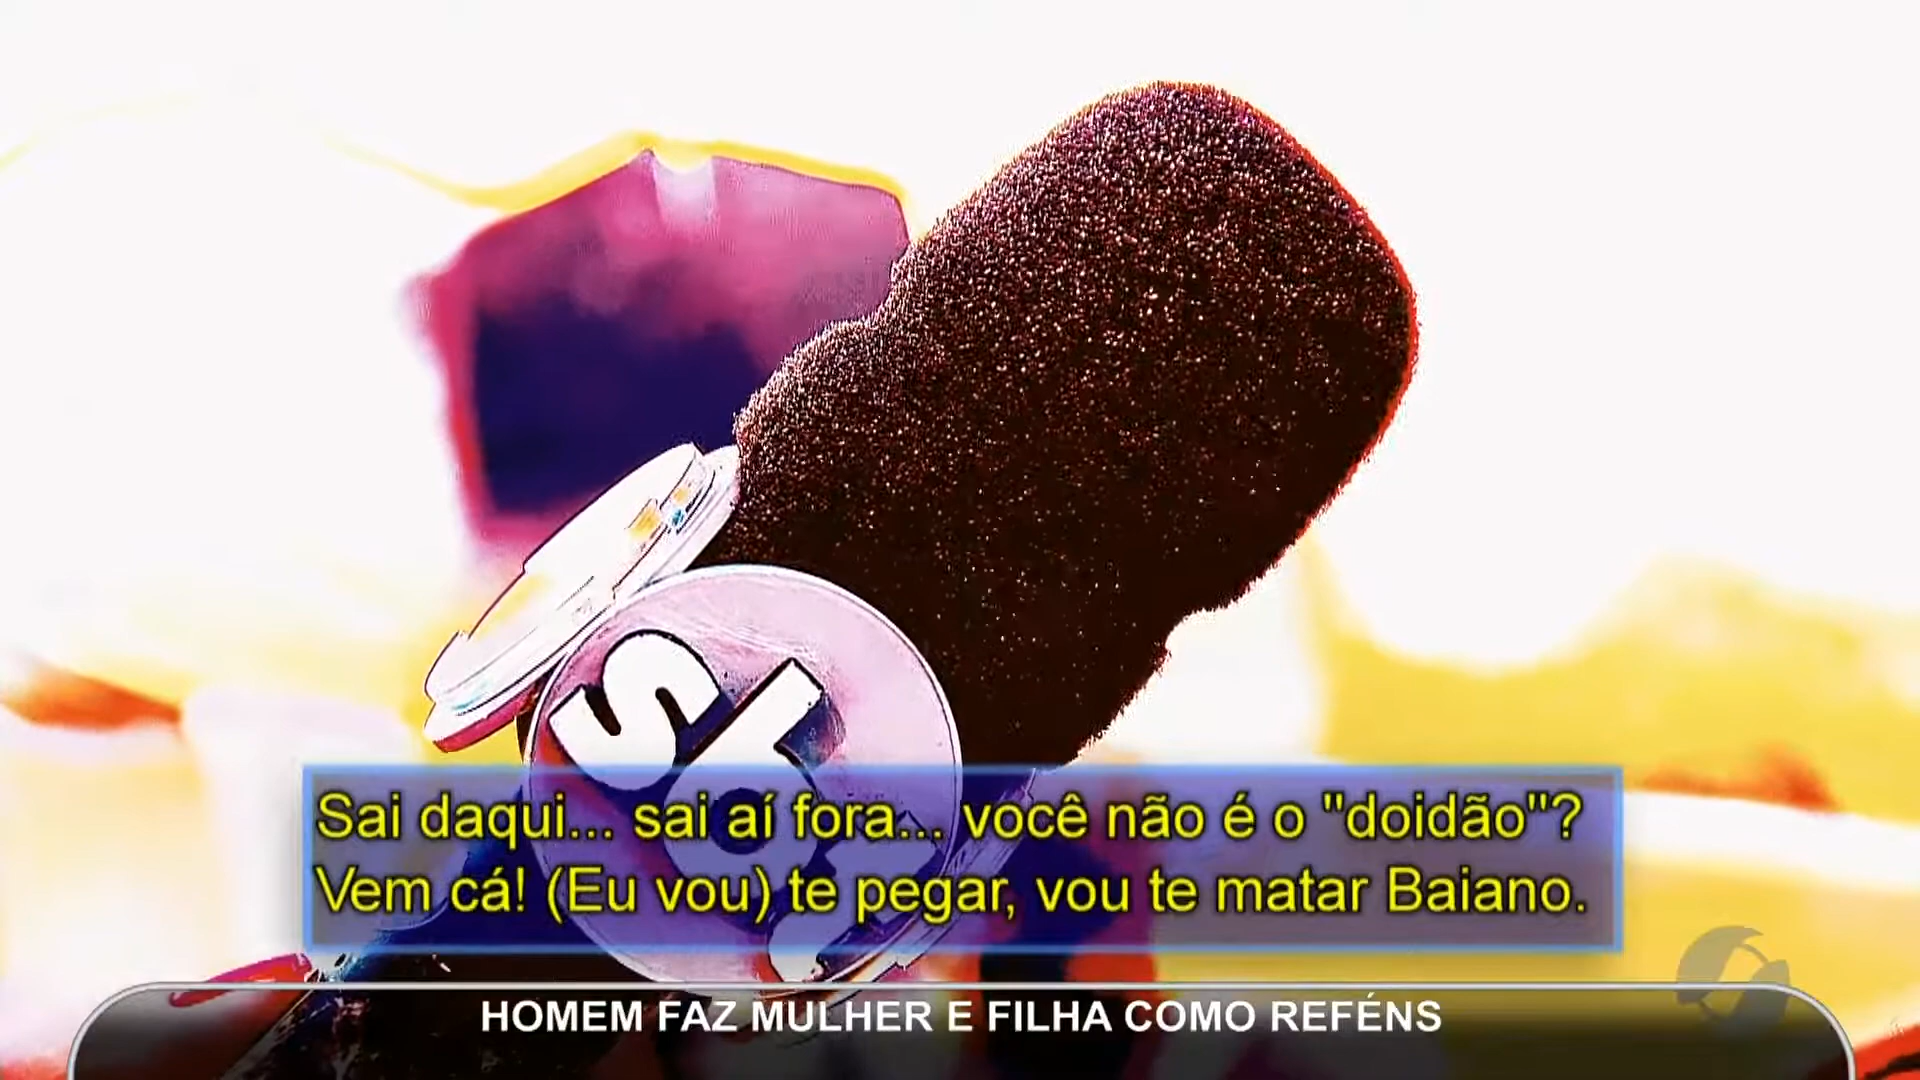 SOL
Sai daqui... sai aí fora... você não é o "doidão"?
Vem cá! (Eu vou) te pegar, vou te matar Baiano.
HOMEM FAZ MULHER E FILHA COMO REFÉNS